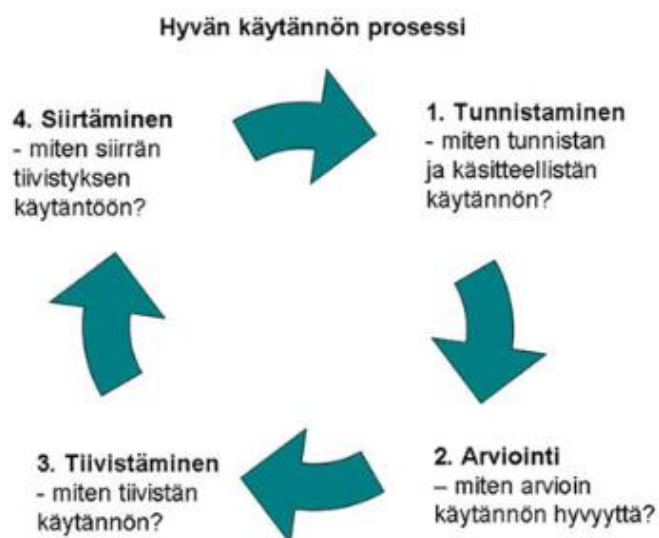 Hyvän käytännön prosessi
4. Siirtäminen
- miten siirrän
tiivistyksen
käytäntöön?
1. Tunnistaminen
- miten tunnistan
ja käsitteellistän
käytännön?
3. Tiivistäminen
- miten tiivistän
käytännön?
2. Arviointi
– miten arvioin
käytännön hyvyyttä?